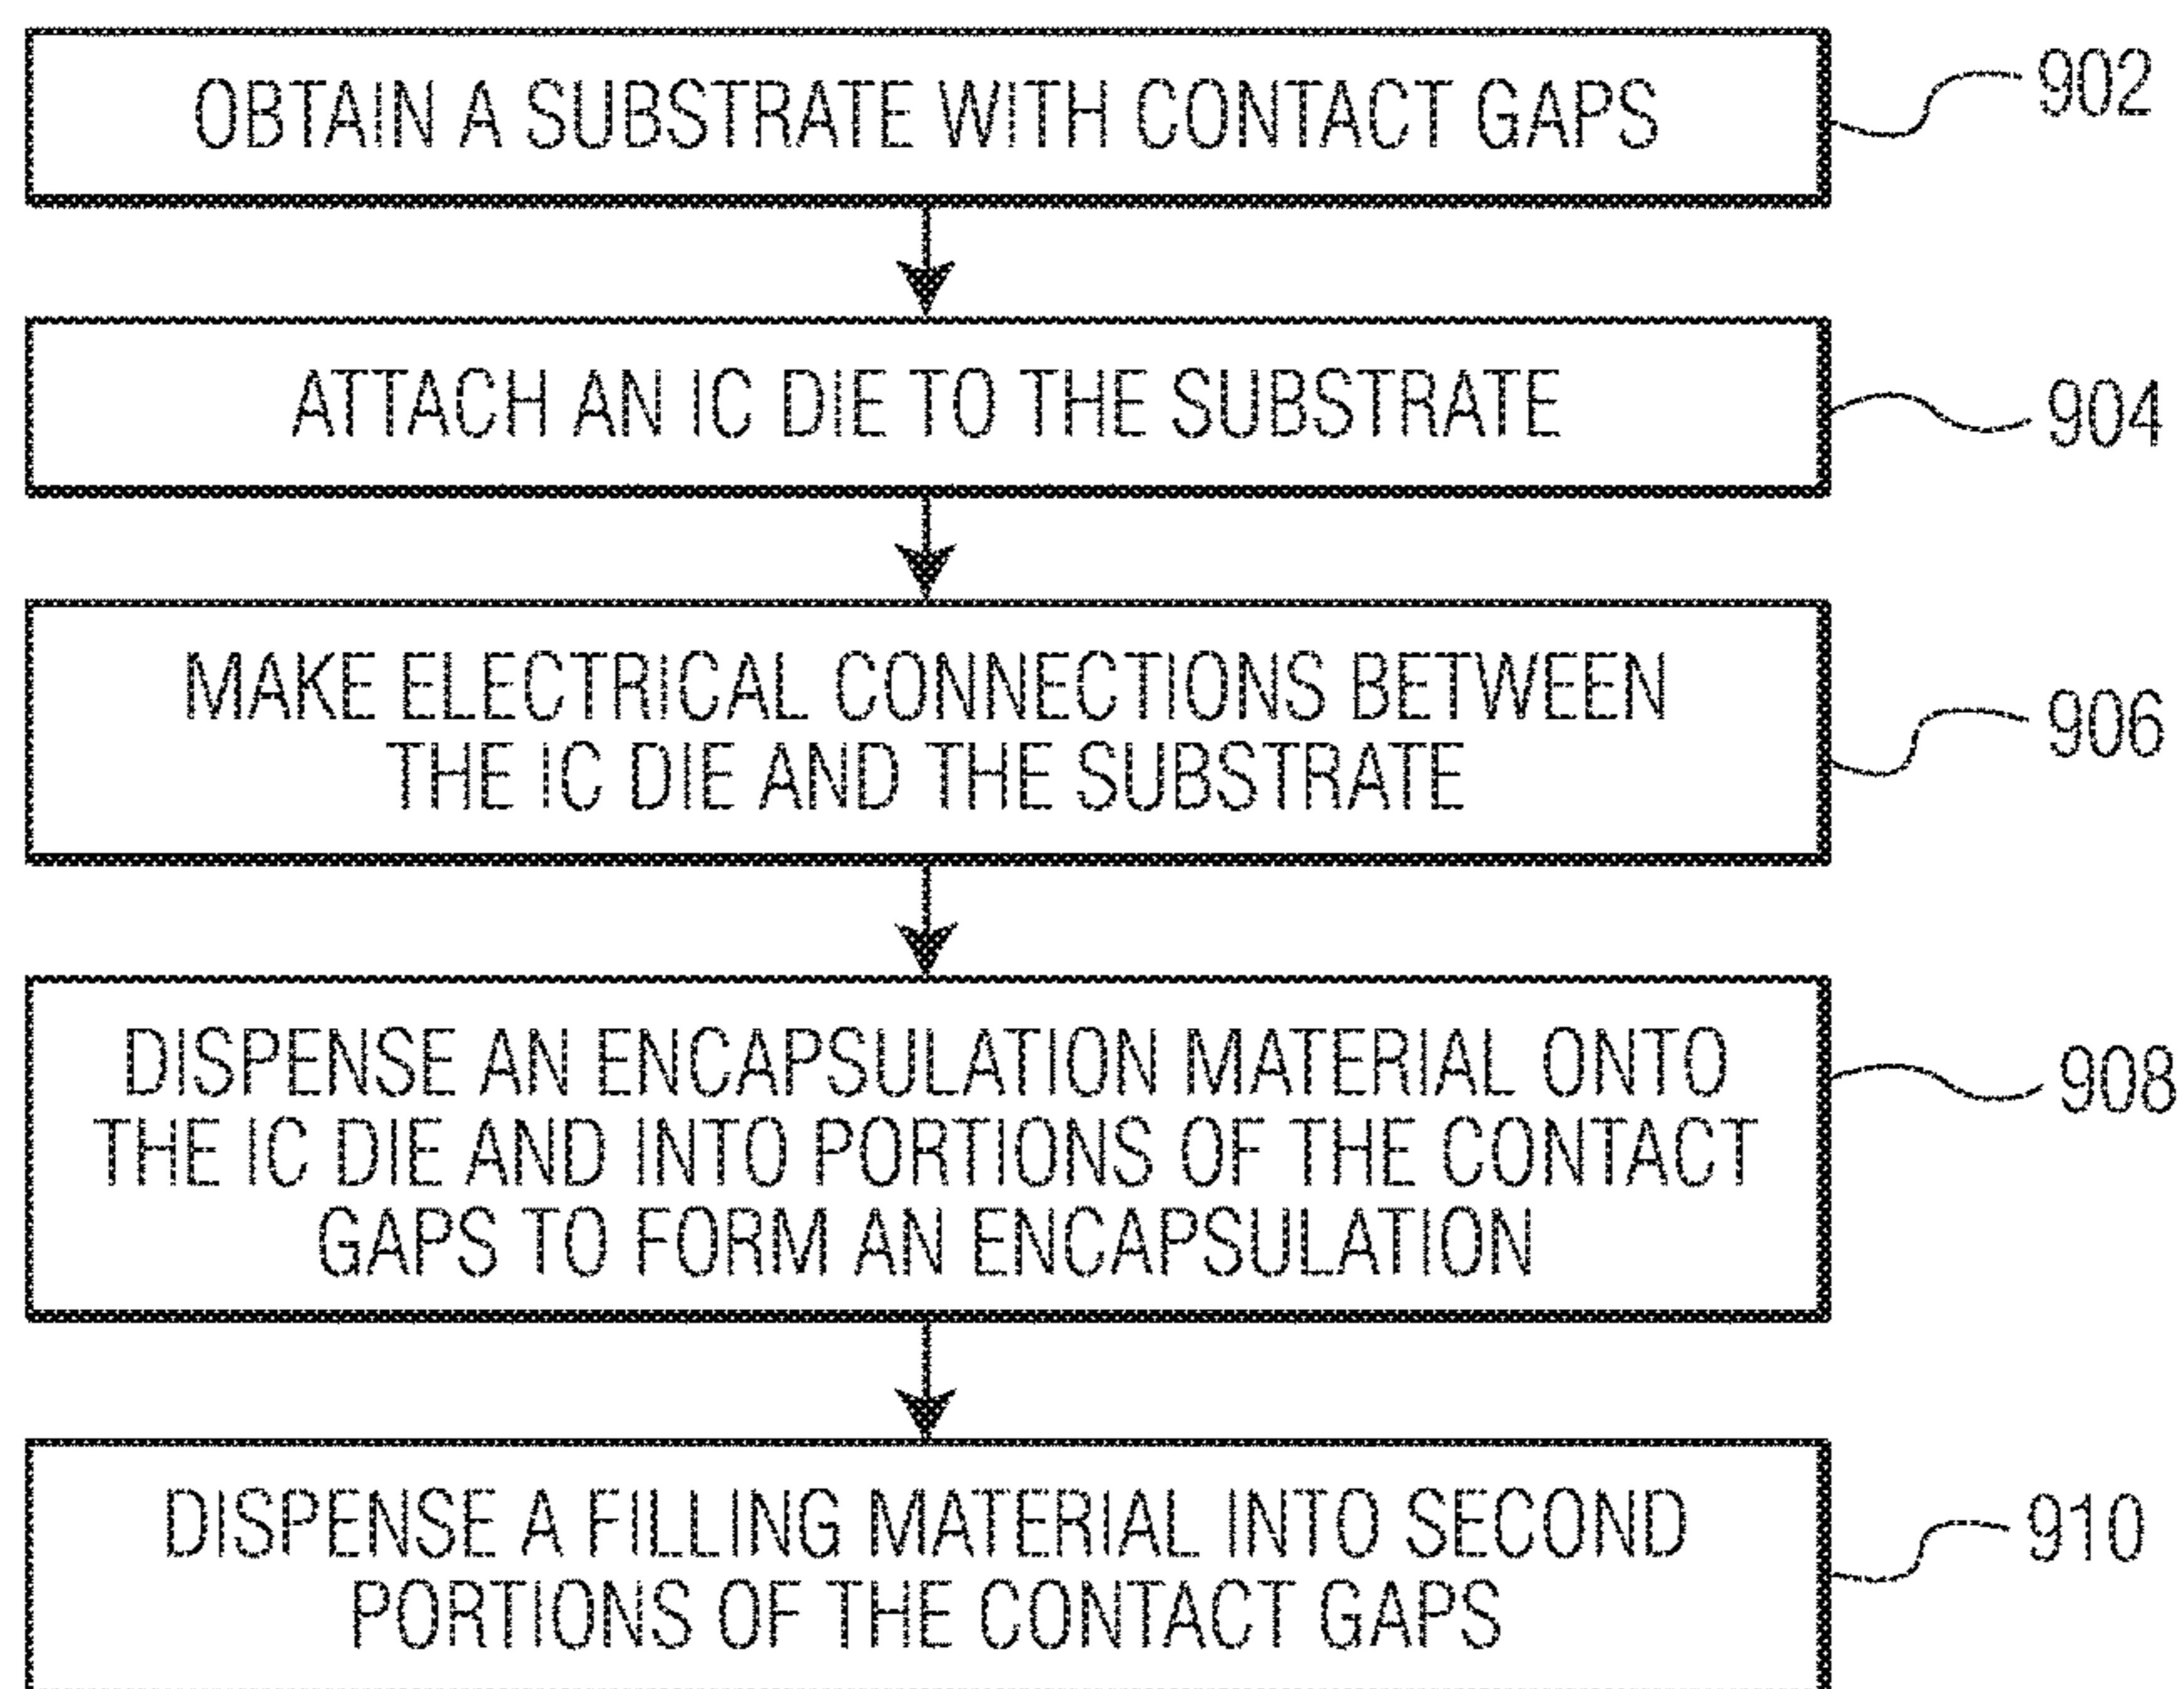 OBTAIN A SUBSTRATE WITH CONTACT GAPS
902
ATTACH AN IC DIE TO THE SUBSTRATE
904
MAKE ELECTRICAL CONNECTIONS BETWEEN
THE IC DIE AND THE SUBSTRATE
906
DISPENSE AN ENCAPSULATION MATERIAL ONTO
THE IC DIE AND INTO PORTIONS OF THE CONTACT
GAPS TO FORM AN ENCAPSULATION
908
DISPENSE A FILLING MATERIAL INTO SECOND
PORTIONS OF THE CONTACT GAPS
910